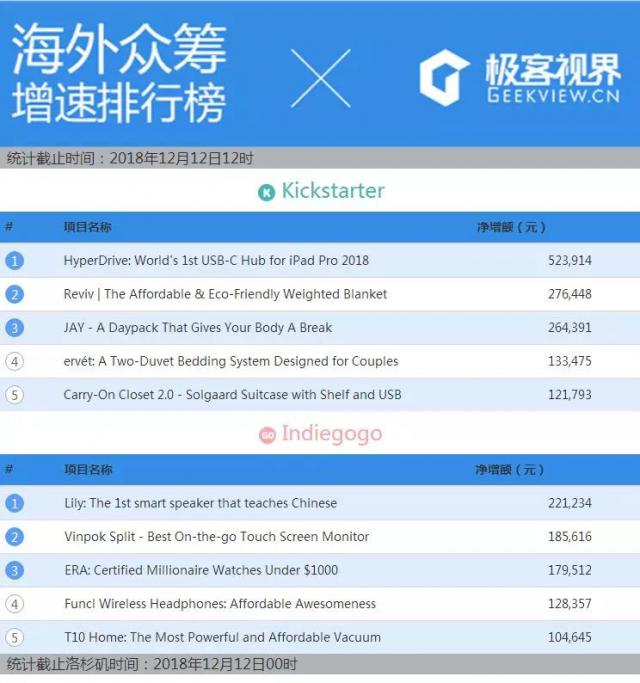 海外众筹
增速排行榜
极客视界
GEEKVIEW.CN
统计截止时间：2018年12月12日12时
K Kickstarter
# 项目名称 净增额（元）
1 HyperDrive: World's 1st USB-C Hub for iPad Pro 2018 523,914
2 Reviv | The Affordable & Eco-Friendly Weighted Blanket 276,448
3 JAY - A Daypack That Gives Your Body A Break 264,391
4 ervét: A Two-Duvet Bedding System Designed for Couples 133,475
5 Carry-On Closet 2.0 - Solgaard Suitcase with Shelf and USB 121,793
GO Indiegogo
# 项目名称 净增额（元）
1 Lily: The 1st smart speaker that teaches Chinese 221,234
2 Vinpok Split - Best On-the-go Touch Screen Monitor 185,616
3 ERA: Certified Millionaire Watches Under $1000 179,512
4 Funcl Wireless Headphones: Affordable Awesomeness 128,357
5 T10 Home: The Most Powerful and Affordable Vacuum 104,645
统计截止洛杉矶时间：2018年12月12日00时